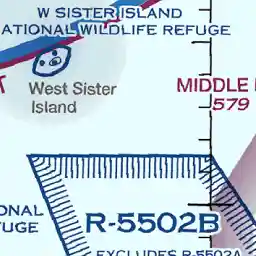 W SISTER ISLAND
ATIONAL WILDLIFE REFUGE
West Sister
Island
MIDDLE
579
ONAL
UGE
R-5502B
EXCLUDES R-5502A